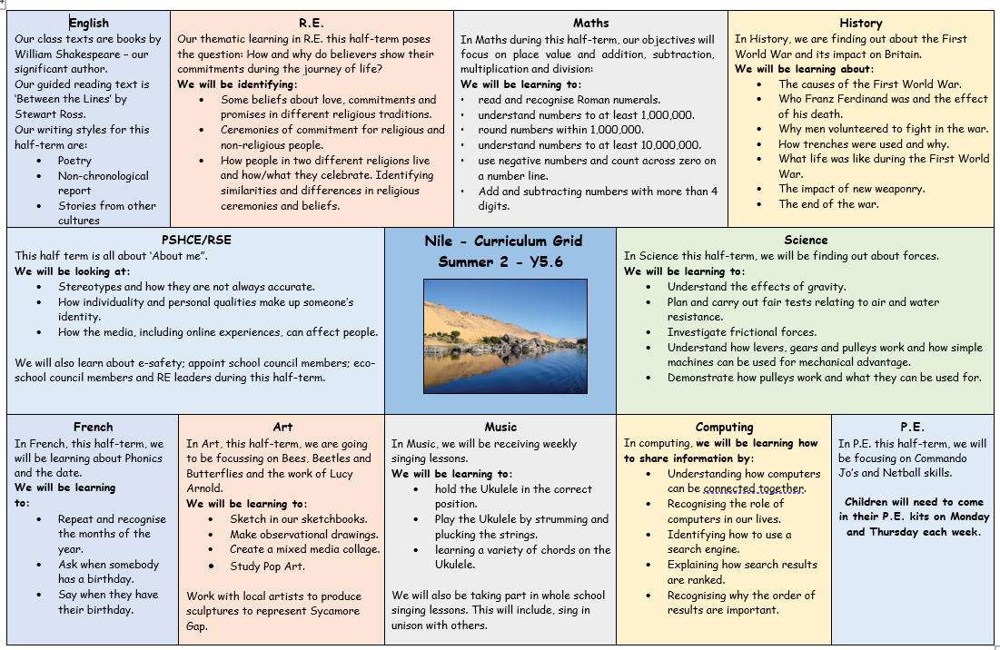 English
Our class texts are books by
William Shakespeare – our
significant author.
Our guided reading text is
‘Between the Lines’ by
Stewart Ross.
Our writing styles for this
half-term are:
• Poetry
• Non-chronological
report
• Stories from other
cultures
R.E.
Our thematic learning in R.E. this half-term poses
the question: How and why do believers show their
commitments during the journey of life?
We will be identifying:
• Some beliefs about love, commitments and
promises in different religious traditions.
• Ceremonies of commitment for religious and
non-religious people.
• How people in two different religions live
and how/what they celebrate. Identifying
similarities and differences in religious
ceremonies and beliefs.
Maths
In Maths during this half-term, our objectives will
focus on place value and addition, subtraction,
multiplication and division:
We will be learning to:
• read and recognise Roman numerals.
• understand numbers to at least 1,000,000.
• round numbers within 1,000,000.
• understand numbers to at least 10,000,000.
• use negative numbers and count across zero on
a number line.
• Add and subtracting numbers with more than 4
digits.
History
In History, we are finding out about the First
World War and its impact on Britain.
We will be learning about:
• The causes of the First World War.
• Who Franz Ferdinand was and the effect
of his death.
• Why men volunteered to fight in the war.
• How trenches were used and why.
• What life was like during the First World
War.
• The impact of new weaponry.
• The end of the war.
PSHCE/RSE
This half term is all about ‘About me”.
We will be looking at:
• Stereotypes and how they are not always accurate.
• How individuality and personal qualities make up someone’s
identity.
• How the media, including online experiences, can affect people.
We will also learn about e-safety; appoint school council members; eco-
school council members and RE leaders during this half-term.
Nile - Curriculum Grid
Summer 2 - Y5.6
Science
In Science this half-term, we will be finding out about forces.
We will be learning to:
• Understand the effects of gravity.
• Plan and carry out fair tests relating to air and water
resistance.
• Investigate frictional forces.
• Understand how levers, gears and pulleys work and how simple
machines can be used for mechanical advantage.
• Demonstrate how pulleys work and what they can be used for.
French
In French, this half-term, we
will be learning about Phonics
and the date.
We will be learning
to:
• Repeat and recognise
the months of the
year.
• Ask when somebody
has a birthday.
• Say when they have
their birthday.
Art
In Art, this half-term, we are going
to be focussing on Bees, Beetles and
Butterflies and the work of Lucy
Arnold.
We will be learning to:
• Sketch in our sketchbooks.
• Make observational drawings.
• Create a mixed media collage.
• Study Pop Art.
Work with local artists to produce
sculptures to represent Sycamore
Gap.
Music
In Music, we will be receiving weekly
singing lessons.
We will be learning to:
• hold the Ukulele in the correct
position.
• Play the Ukulele by strumming and
plucking the strings.
• learning a variety of chords on the
Ukulele.
We will also be taking part in whole school
singing lessons. This will include, sing in
unison with others.
Computing
In computing, we will be learning how
to share information by:
• Understanding how computers
can be connected together.
• Recognising the role of
computers in our lives.
• Identifying how to use a
search engine.
• Explaining how search results
are ranked.
• Recognising why the order of
results are important.
P.E.
In P.E. this half-term, we will
be focusing on Commando
Jo’s and Netball skills.
Children will need to come
in their P.E. kits on Monday
and Thursday each week.